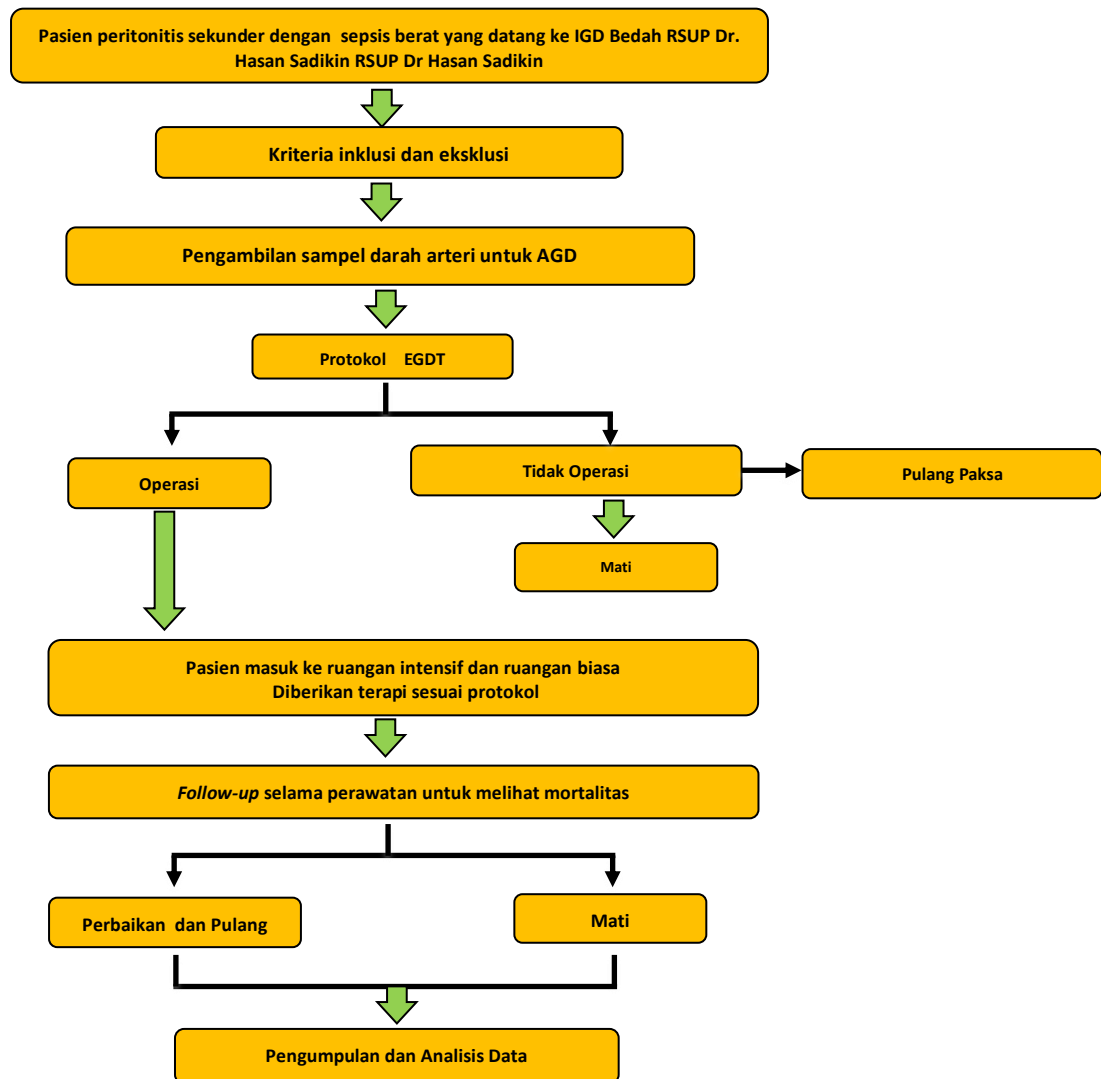 Pasien peritonitis sekunder dengan sepsis berat yang datang ke IGD Bedah RSUP Dr.
Hasan Sadikin RSUP Dr Hasan Sadikin
Kriteria inklusi dan eksklusi
Pengambilan sampel darah arteri untuk AGD
Protokol EGDT
Operasi
Tidak Operasi
Pulang Paksa
Mati
Pasien masuk ke ruangan intensif dan ruangan biasa
Diberikan terapi sesuai protokol
Follow-up selama perawatan untuk melihat mortalitas
Perbaikan dan Pulang
Mati
Pengumpulan dan Analisis Data